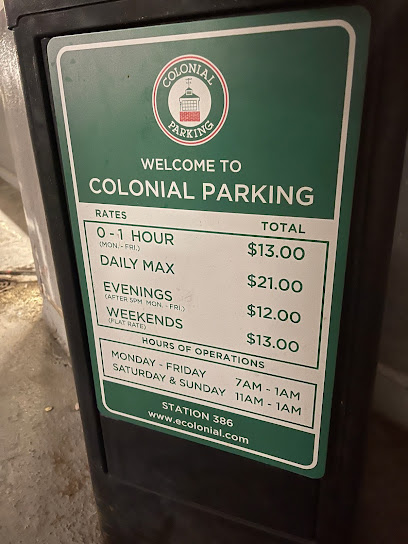 COLONIAL
PARKING
WELCOME TO
COLONIAL PARKING
RATES TOTAL
0 - 1 HOUR $13.00
(MON. - FRI.)
DAILY MAX $21.00
EVENINGS $12.00
(AFTER 5PM MON. - FRI.)
WEEKENDS $13.00
(FLAT RATE)
HOURS OF OPERATIONS
MONDAY - FRIDAY 7AM - 1AM
SATURDAY & SUNDAY 11AM - 1AM
STATION 386
www.ecolonial.com